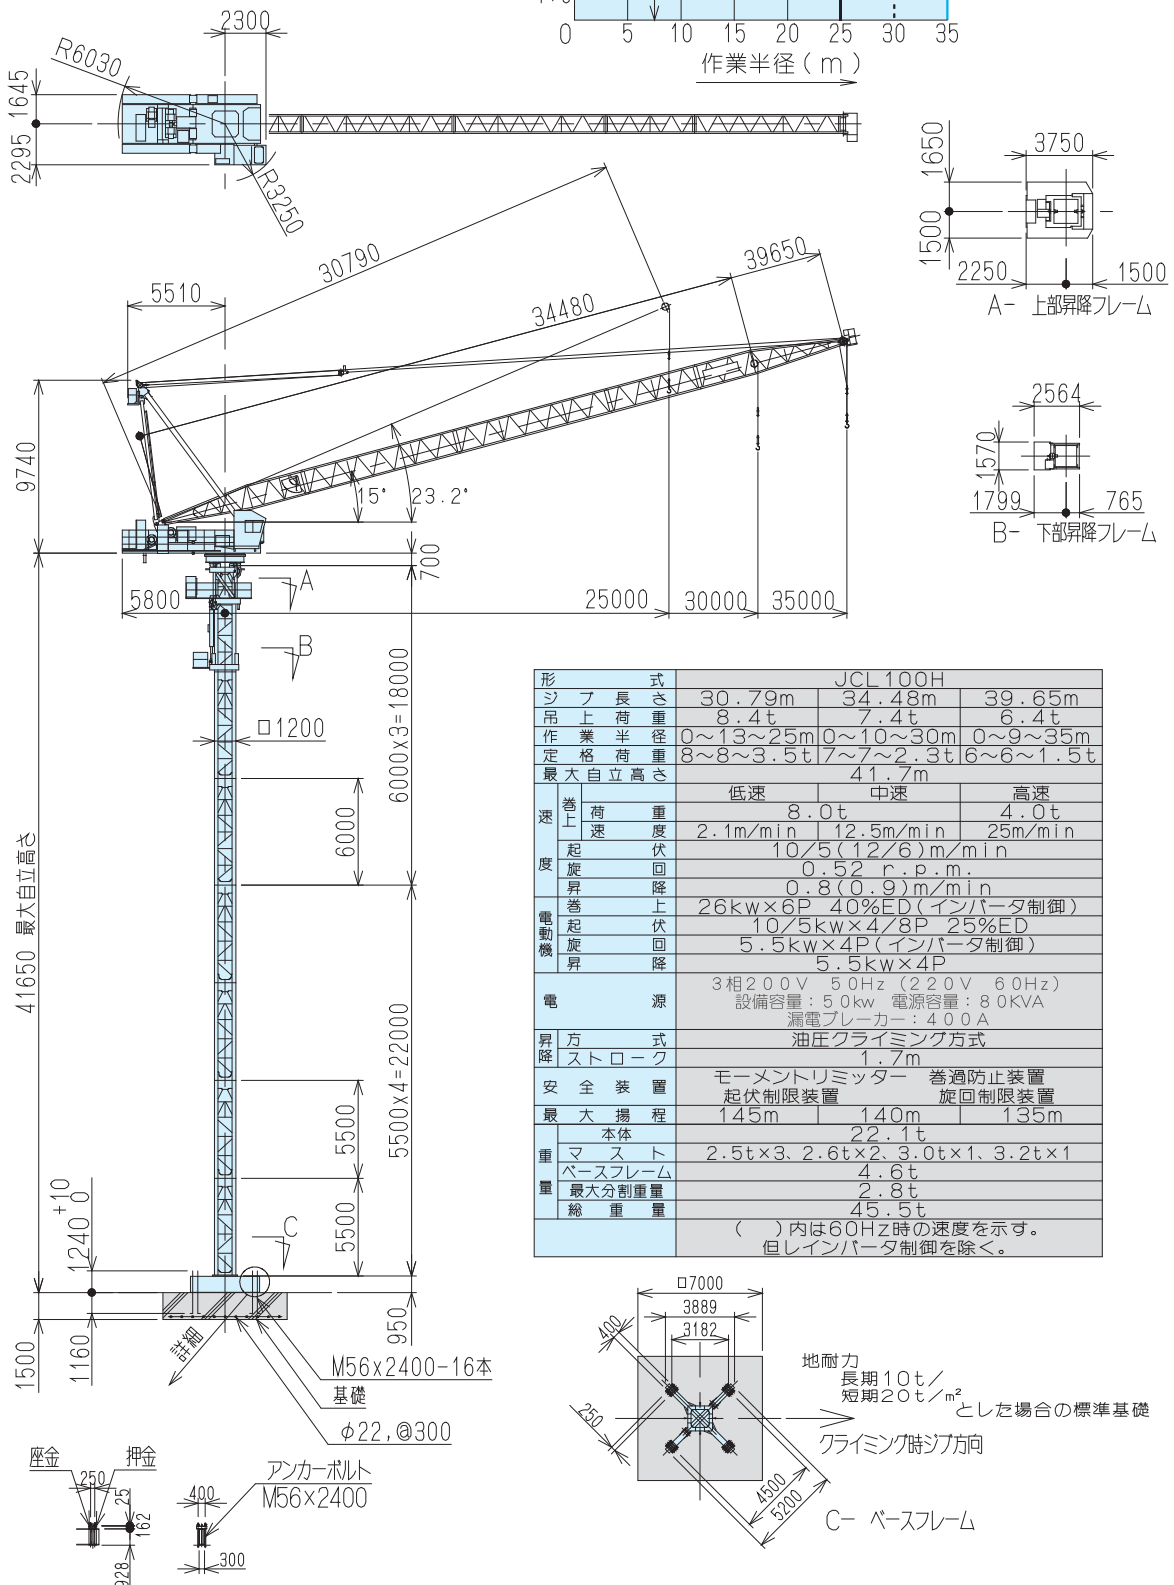 0 5 10 15 20 25 30 35
作業半径(m)
2300
R6030
1645
2295
R3250
3750
1650
1500
2250 1500
A- 上部昇降フレーム
30790
39650
5510
34480
9740
15°
23.2°
2564
1570
1799 765
B- 下部昇降フレーム
700
A
5800 25000 30000 35000
B
□1200
6000x3=18000
6000
41650 最大自立高さ
5500x4=22000
5500
5500
C
+10
1240 0
1500
1160
950
詳細
M56x2400-16本
基礎
φ22,@300
形式 JCL100H
ジブ長さ 30.79m 34.48m 39.65m
吊上荷重 8.4t 7.4t 6.4t
作業半径 0~13~25m 0~10~30m 0~9~35m
定格荷重 8~8~3.5t 7~7~2.3t 6~6~1.5t
最大自立高さ 41.7m
速度 巻上 低速 中速 高速
荷重 8.0t 4.0t
速度 2.1m/min 12.5m/min 25m/min
起伏 10/5(12/6)m/min
旋回 0.52 r.p.m.
昇降 0.8(0.9)m/min
電動機 巻上 26kw×6P 40%ED(インバータ制御)
起伏 10/5kw×4/8P 25%ED
旋回 5.5kw×4P(インバータ制御)
昇降 5.5kw×4P
電源 3相200V 50Hz (220V 60Hz)
設備容量:50kw 電源容量:80KVA
漏電ブレーカー:400A
昇降 方式 油圧クライミング方式
ストローク 1.7m
安全装置 モーメントリミッター 巻過防止装置
起伏制限装置 旋回制限装置
最大揚程 145m 140m 135m
重量 本体 22.1t
マスト 2.5t×3、2.6t×2、3.0t×1、3.2t×1
ベースフレーム 4.6t
最大分割重量 2.8t
総重量 45.5t
( )内は60Hz時の速度を示す。
但しインバータ制御を除く。
□7000
3889
3182
400
250
4500
5200
地耐力
長期10t/
短期20t/m²
とした場合の標準基礎
クライミング時ジブ方向
C- ベースフレーム
座金 押金
250
25
162
928
アンカーボルト
M56x2400
400
300